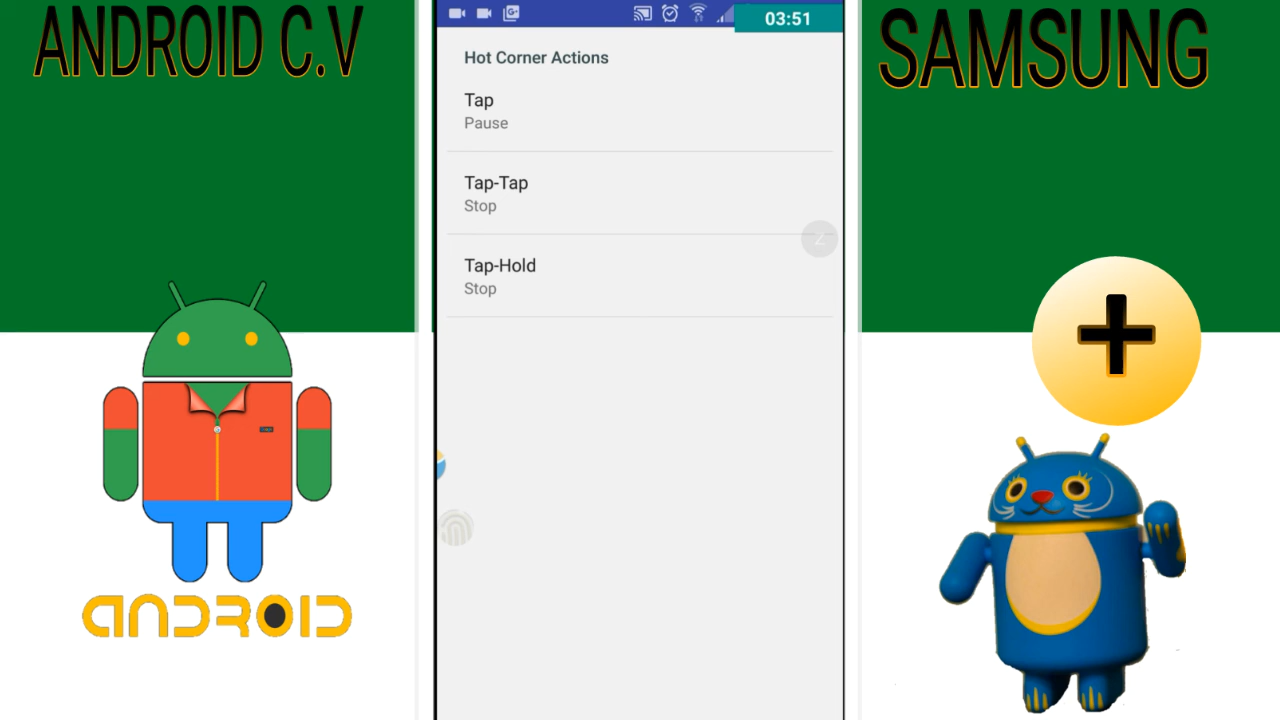 ANDROID C.V
ANDROID
G+
03:51
Hot Corner Actions
Tap
Pause
Tap-Tap
Stop
Z
Tap-Hold
Stop
SAMSUNG
+